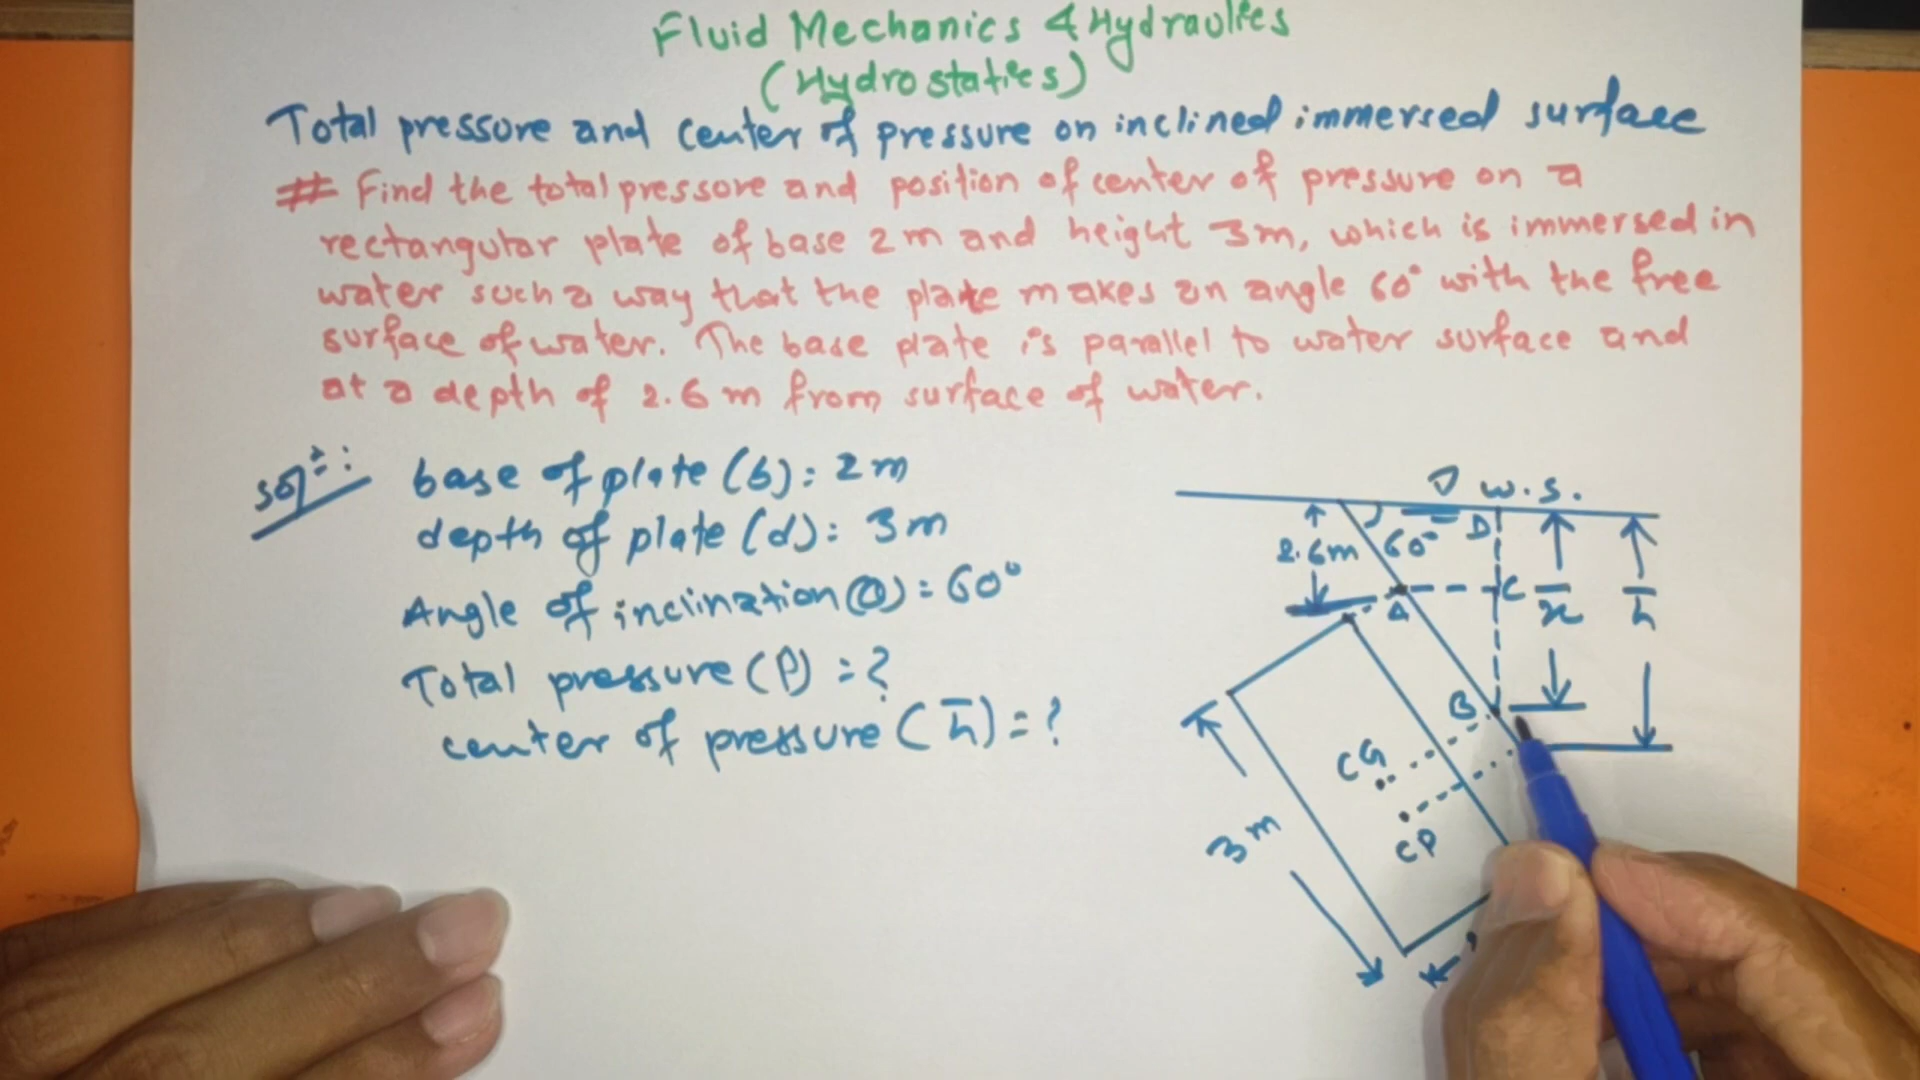 Fluid Mechanics & Hydraulics
(Hydrostatics)
Total pressure and center of pressure on inclined immersed surface
# Find the total pressure and position of center of pressure on a
rectangular plate of base 2m and height 3m, which is immersed in
water such a way that the plate makes an angle 60° with the free
surface of water. The base plate is parallel to water surface and
at a depth of 2.6 m from surface of water.
Solⁿ:
base of plate (b): 2m
depth of plate (d): 3m
Angle of inclination (θ) = 60°
Total pressure (P) = ?
center of pressure (h̄) = ?
W.S.
2.6m
60°
D
A
C
x̄
h̄
B
CG
CP
3m